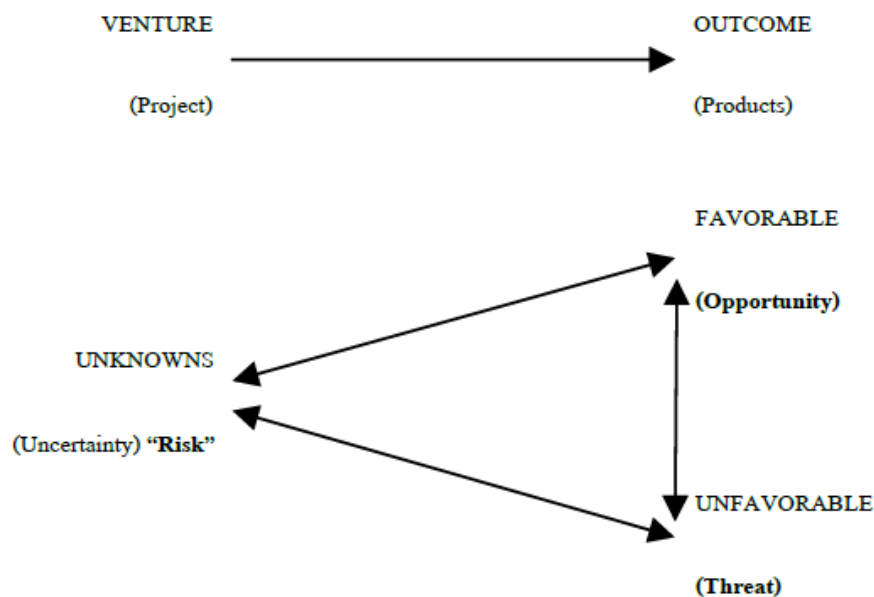 VENTURE
OUTCOME
(Project)
(Products)
FAVORABLE
(Opportunity)
UNKNOWNS
(Uncertainty) “Risk”
UNFAVORABLE
(Threat)